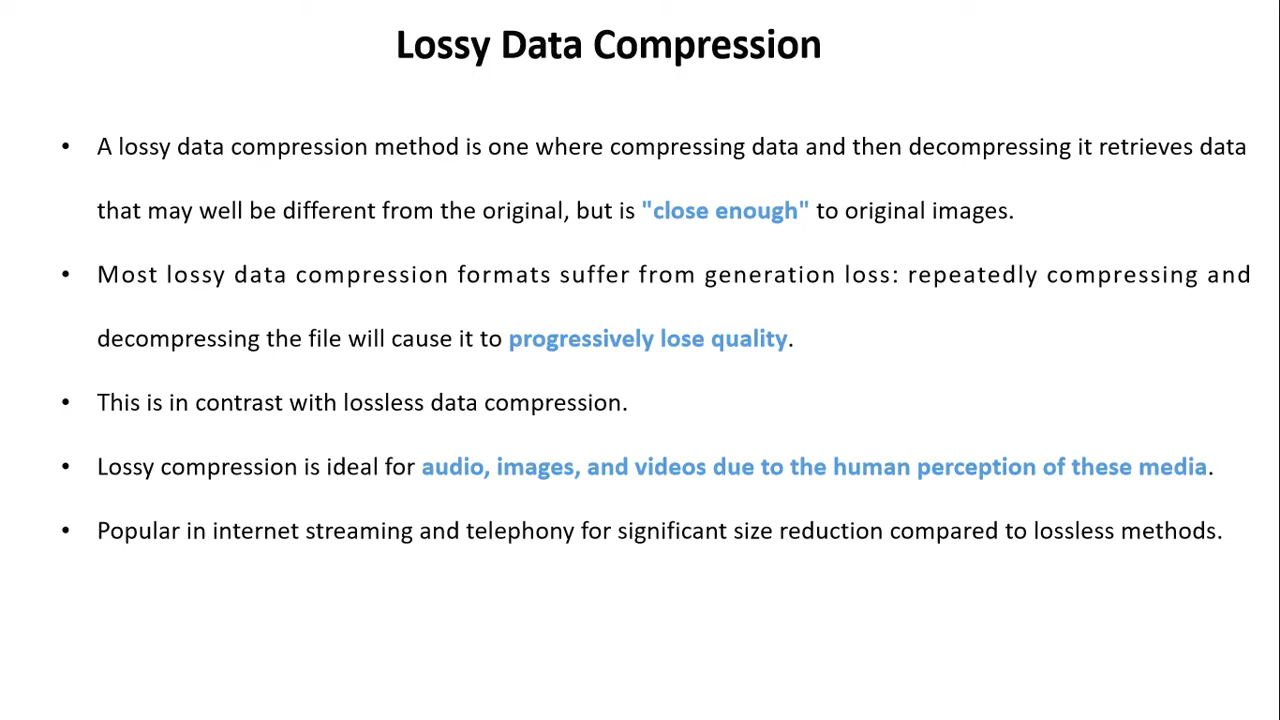 Lossy Data Compression
• A lossy data compression method is one where compressing data and then decompressing it retrieves data
that may well be different from the original, but is "close enough" to original images.
• Most lossy data compression formats suffer from generation loss: repeatedly compressing and
decompressing the file will cause it to progressively lose quality.
• This is in contrast with lossless data compression.
• Lossy compression is ideal for audio, images, and videos due to the human perception of these media.
• Popular in internet streaming and telephony for significant size reduction compared to lossless methods.